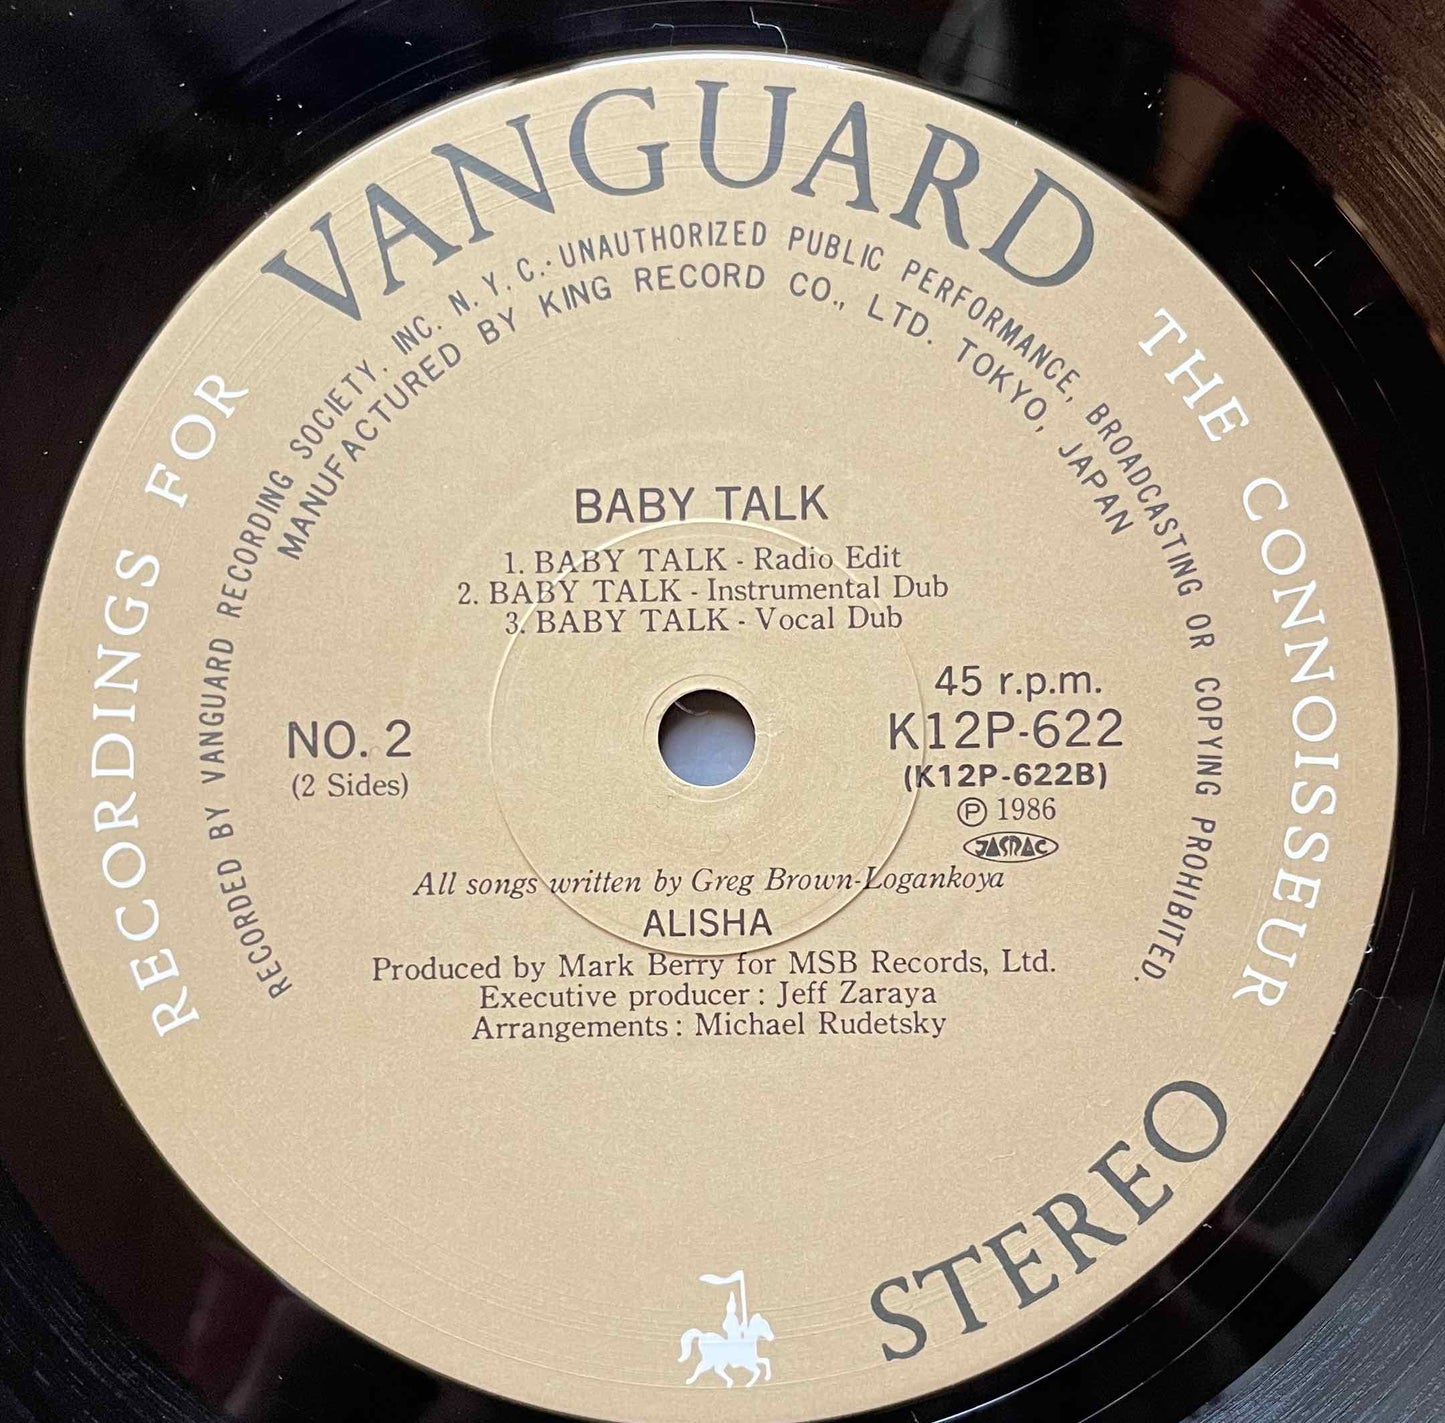 RECORDINGS FOR VANGUARD THE CONNOISSEUR
RECORDED BY VANGUARD RECORDING SOCIETY, INC. N. Y. C.· UNAUTHORIZED PUBLIC PERFORMANCE, BROADCASTING OR COPYING PROHIBITED.
MANUFACTURED BY KING RECORD CO., LTD. TOKYO, JAPAN
BABY TALK
1. BABY TALK - Radio Edit
2. BABY TALK - Instrumental Dub
3. BABY TALK - Vocal Dub
NO. 2
(2 Sides)
45 r.p.m.
K12P-622
(K12P-622B)
Ⓟ 1986
JASRAC
All songs written by Greg Brown-Logankoya
ALISHA
Produced by Mark Berry for MSB Records, Ltd.
Executive producer : Jeff Zaraya
Arrangements : Michael Rudetsky
STEREO